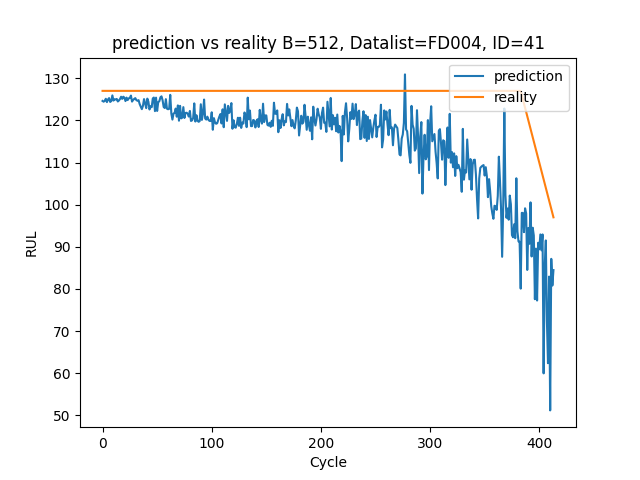 prediction vs reality B=512, Datalist=FD004, ID=41
prediction
reality
RUL
130
120
110
100
90
80
70
60
50
0 100 200 300 400
Cycle